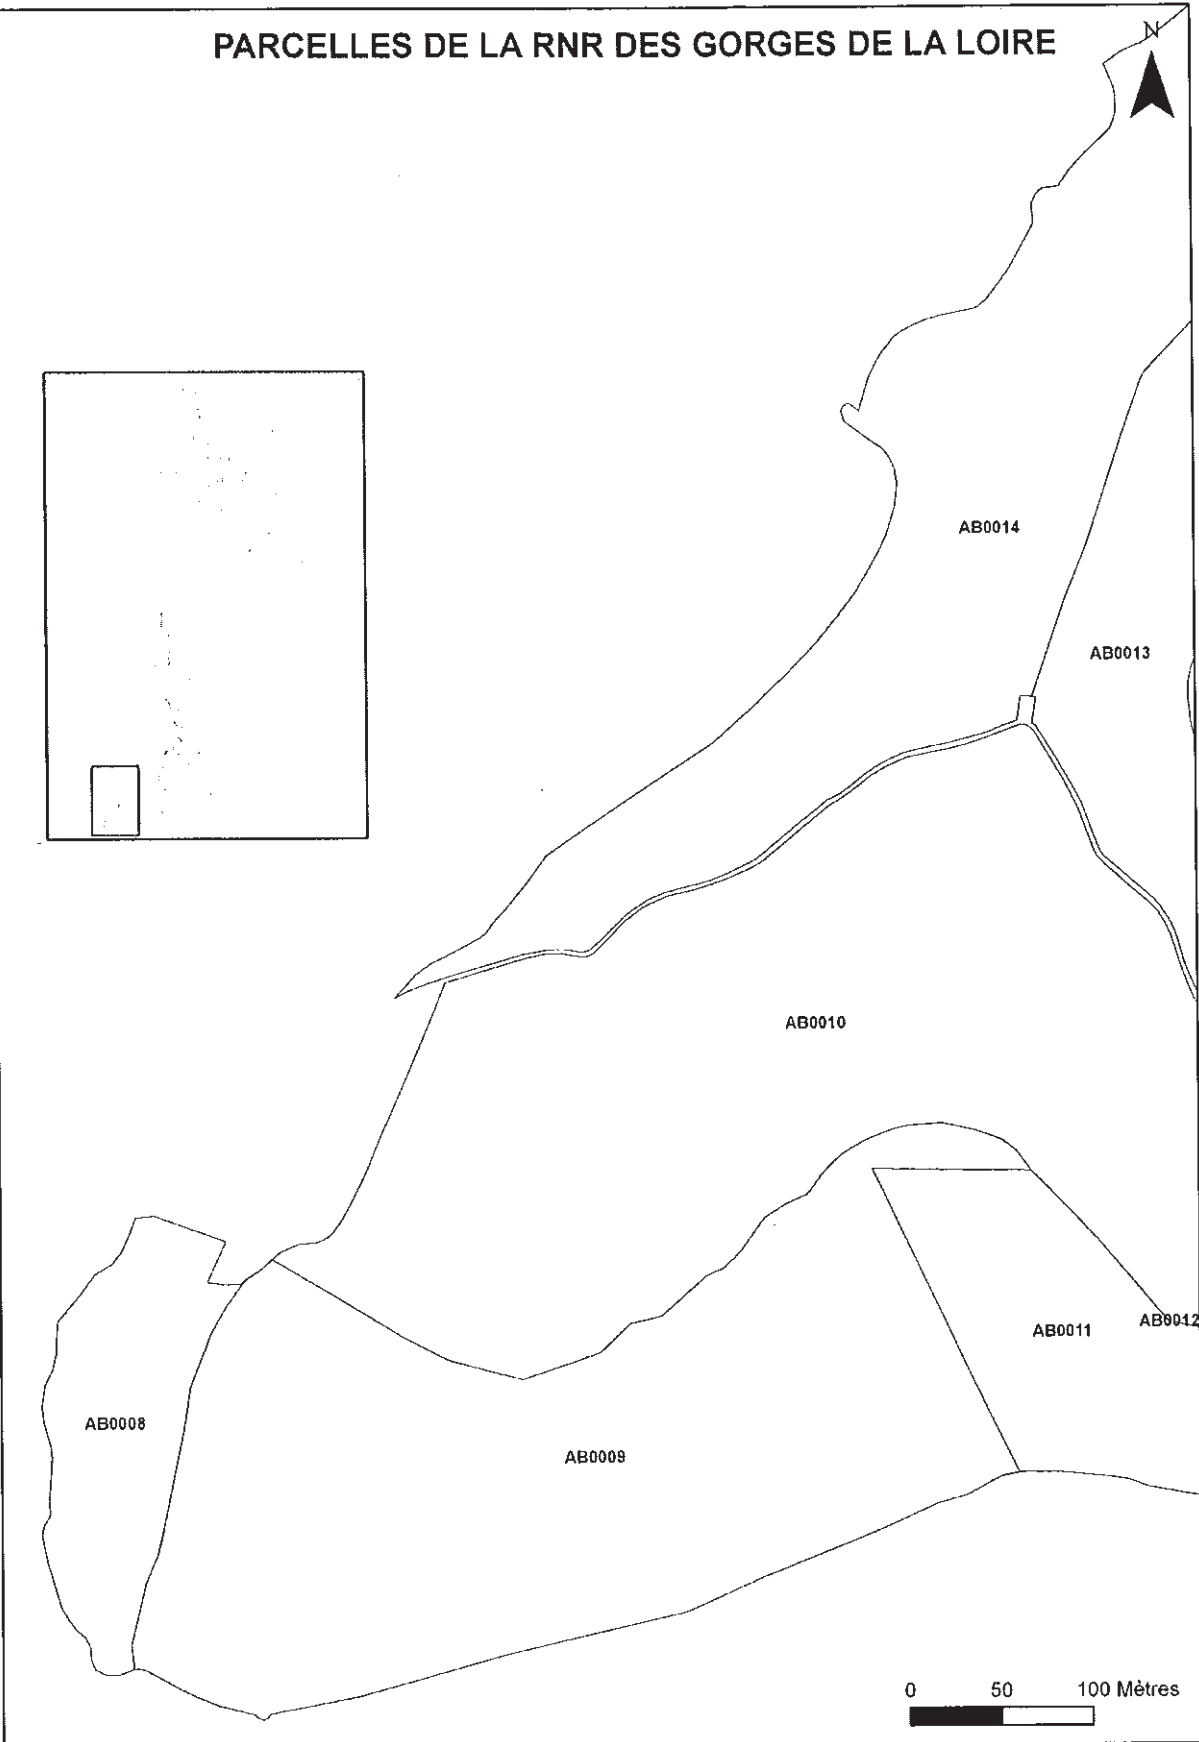 PARCELLES DE LA RNR DES GORGES DE LA LOIRE
N
AB0014
AB0013
AB0010
AB0012
AB0011
AB0008
AB0009
0 50 100 Mètres